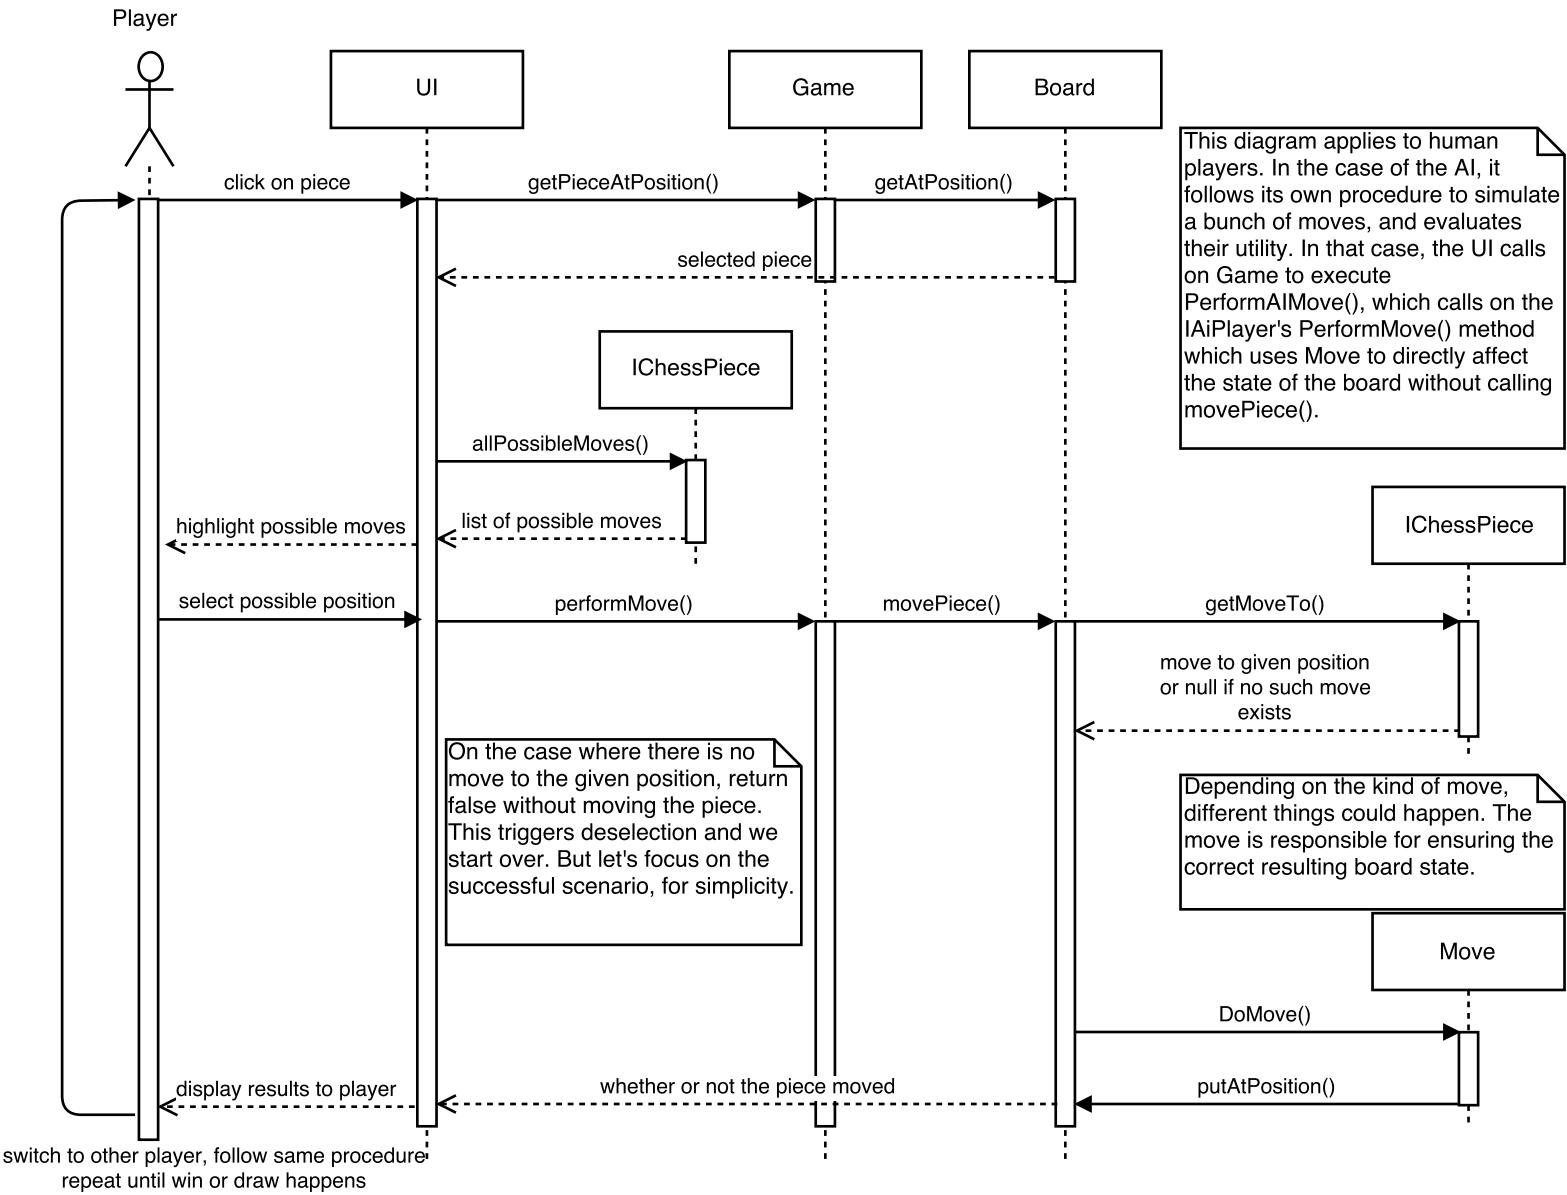 Player
UI
Game
Board
This diagram applies to human
players. In the case of the AI, it
follows its own procedure to simulate
a bunch of moves, and evaluates
their utility. In that case, the UI calls
on Game to execute
PerformAIMove(), which calls on the
IAiPlayer's PerformMove() method
which uses Move to directly affect
the state of the board without calling
movePiece().
click on piece
getPieceAtPosition()
getAtPosition()
selected piece
IChessPiece
allPossibleMoves()
list of possible moves
highlight possible moves
IChessPiece
select possible position
performMove()
movePiece()
getMoveTo()
move to given position
or null if no such move
exists
On the case where there is no
move to the given position, return
false without moving the piece.
This triggers deselection and we
start over. But let's focus on the
successful scenario, for simplicity.
Depending on the kind of move,
different things could happen. The
move is responsible for ensuring the
correct resulting board state.
Move
DoMove()
putAtPosition()
whether or not the piece moved
display results to player
switch to other player, follow same procedure
repeat until win or draw happens